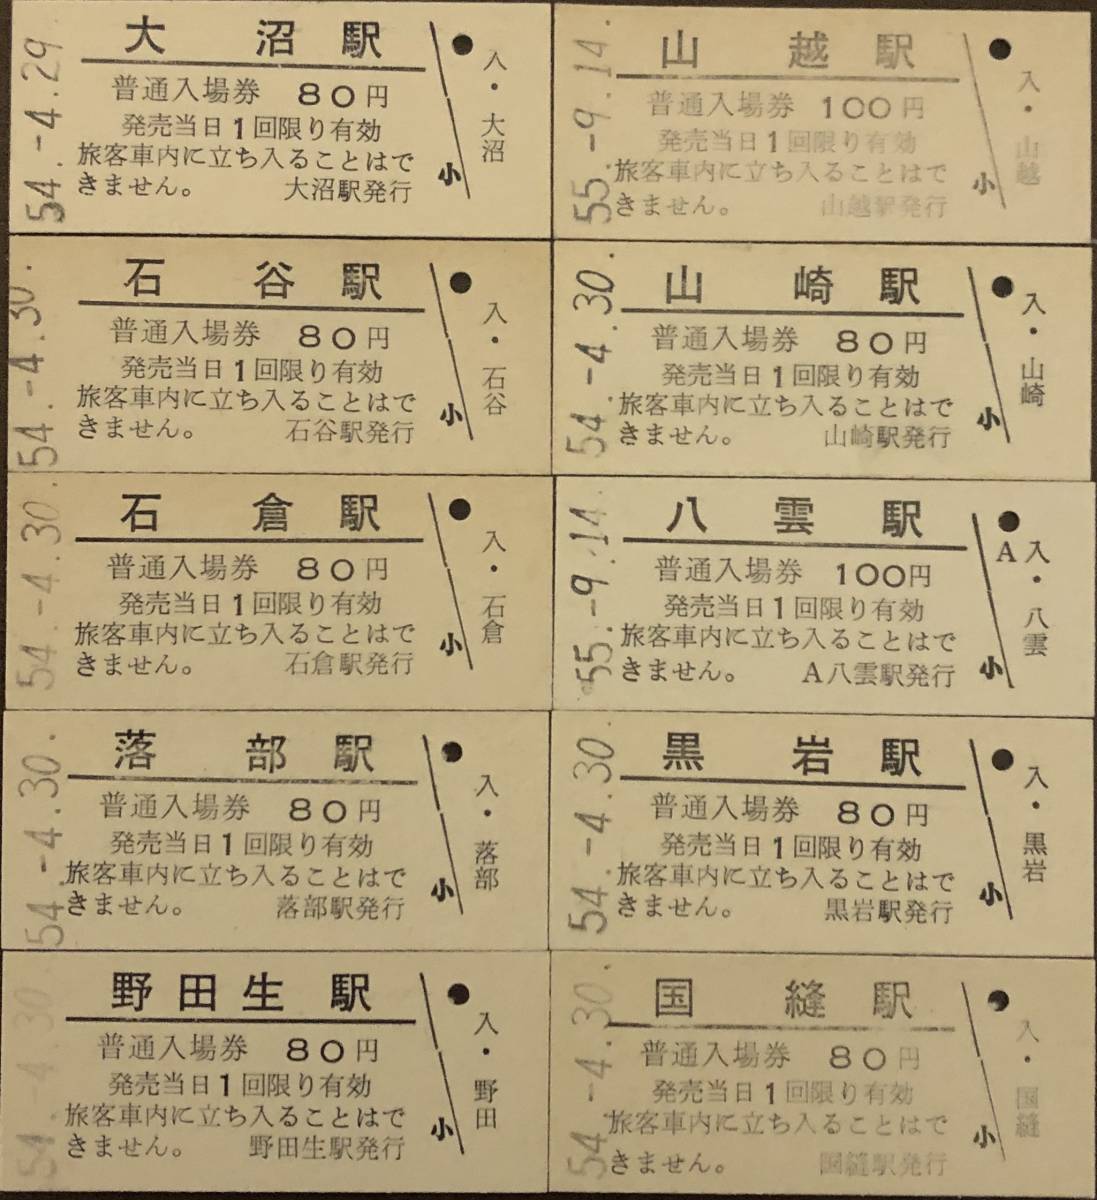 54.-4.29
大沼駅
普通入場券 80円
発売当日1回限り有効
旅客車内に立ち入ることはで
きません。 大沼駅発行
小
入・大沼
55.-9.14.
山越駅
普通入場券 100円
発売当日1回限り有効
旅客車内に立ち入ることはで
きません。 山越駅発行
小
入・山越
54.-4.30.
石谷駅
普通入場券 80円
発売当日1回限り有効
旅客車内に立ち入ることはで
きません。 石谷駅発行
小
入・石谷
54.-4.30.
山崎駅
普通入場券 80円
発売当日1回限り有効
旅客車内に立ち入ることはで
きません。 山崎駅発行
小
入・山崎
54.-4.30.
石倉駅
普通入場券 80円
発売当日1回限り有効
旅客車内に立ち入ることはで
きません。 石倉駅発行
小
入・石倉
55.-9.14.
八雲駅
普通入場券 100円
発売当日1回限り有効
旅客車内に立ち入ることはで
きません。 A八雲駅発行
小
A
入・八雲
54.-4.30.
落部駅
普通入場券 80円
発売当日1回限り有効
旅客車内に立ち入ることはで
きません。 落部駅発行
小
入・落部
54.-4.30.
黒岩駅
普通入場券 80円
発売当日1回限り有効
旅客車内に立ち入ることはで
きません。 黒岩駅発行
小
入・黒岩
54.-4.30
野田生駅
普通入場券 80円
発売当日1回限り有効
旅客車内に立ち入ることはで
きません。 野田生駅発行
小
入・野田
54.-4.30.
国縫駅
普通入場券 80円
発売当日1回限り有効
旅客車内に立ち入ることはで
きません。 国縫駅発行
小
入・国縫